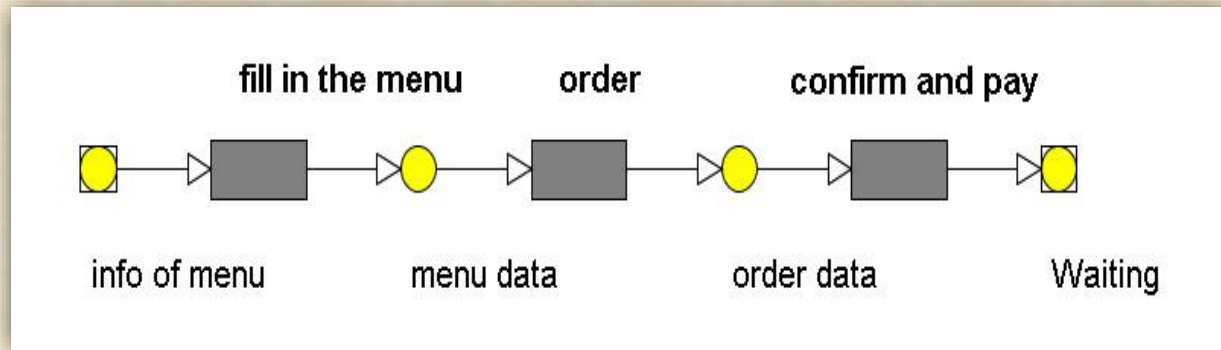 fill in the menu order confirm and pay
info of menu menu data order data Waiting